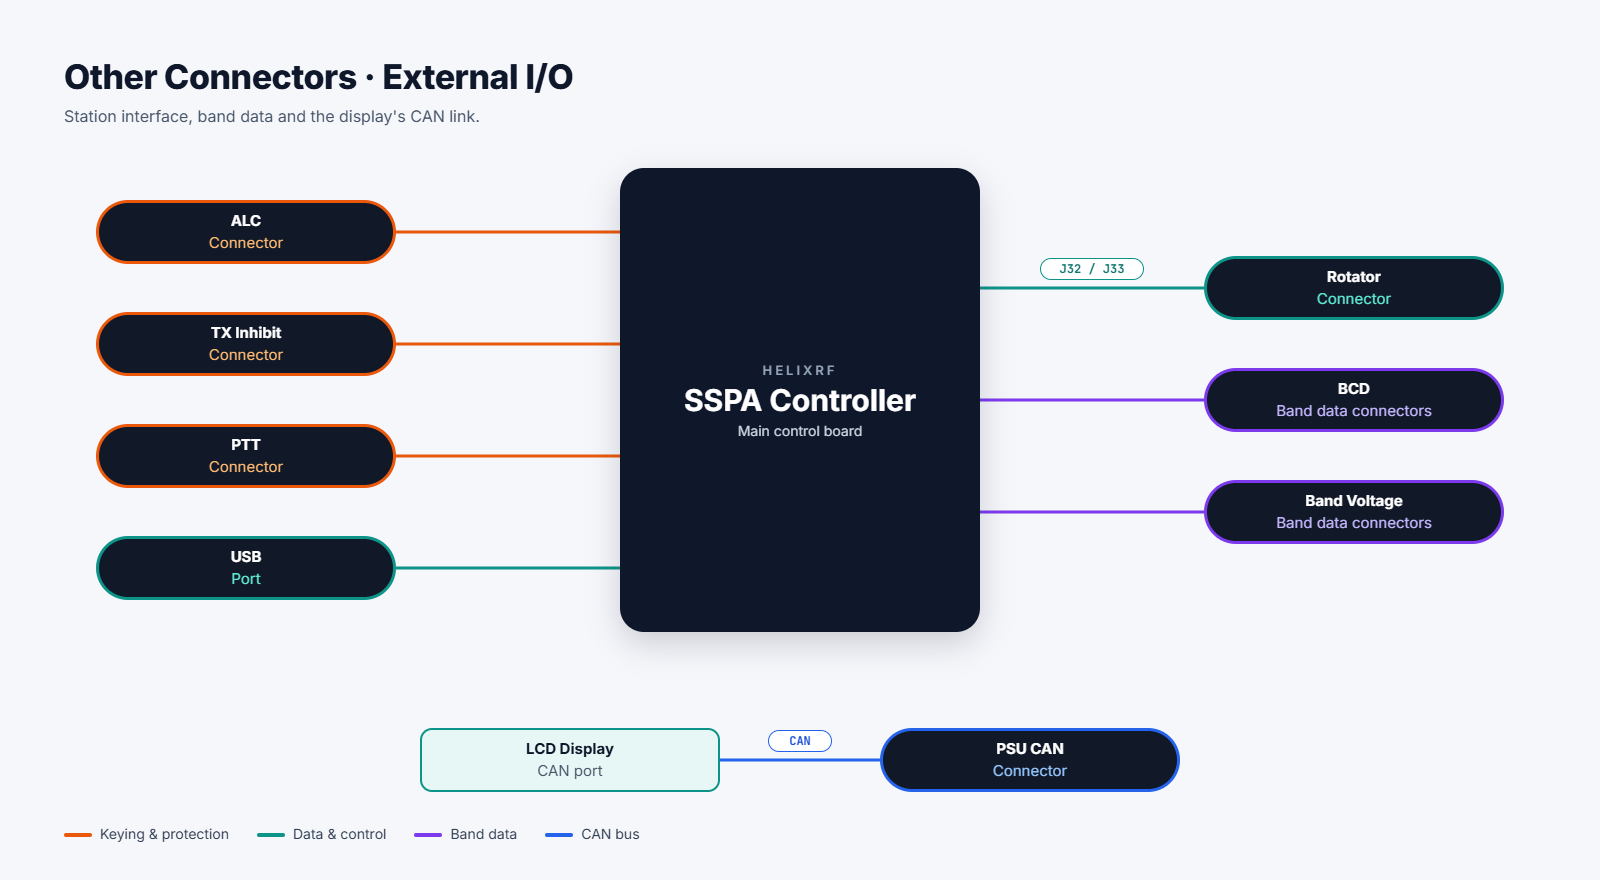 Other Connectors · External I/O
Station interface, band data and the display's CAN link.
ALC
Connector
TX Inhibit
Connector
PTT
Connector
USB
Port
HELIXRF
SSPA Controller
Main control board
J32 / J33
Rotator
Connector
BCD
Band data connectors
Band Voltage
Band data connectors
LCD Display
CAN port
CAN
PSU CAN
Connector
Keying & protection
Data & control
Band data
CAN bus